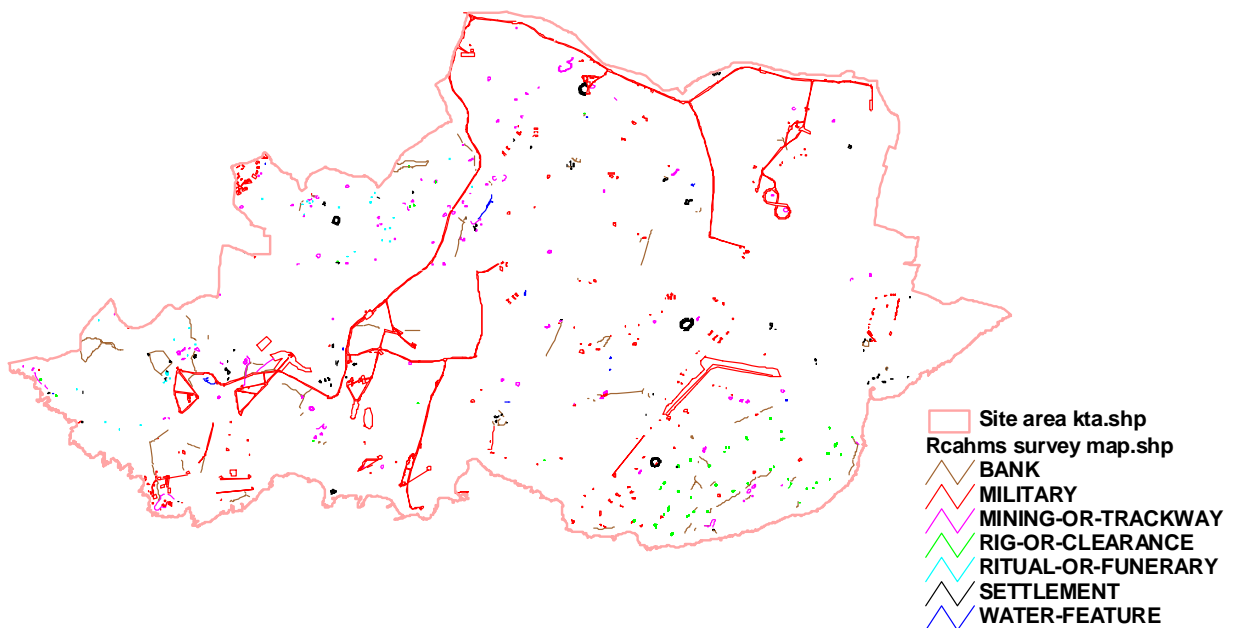 Site area kta.shp
Rcahms survey map.shp
BANK
MILITARY
MINING-OR-TRACKWAY
RIG-OR-CLEARANCE
RITUAL-OR-FUNERARY
SETTLEMENT
WATER-FEATURE